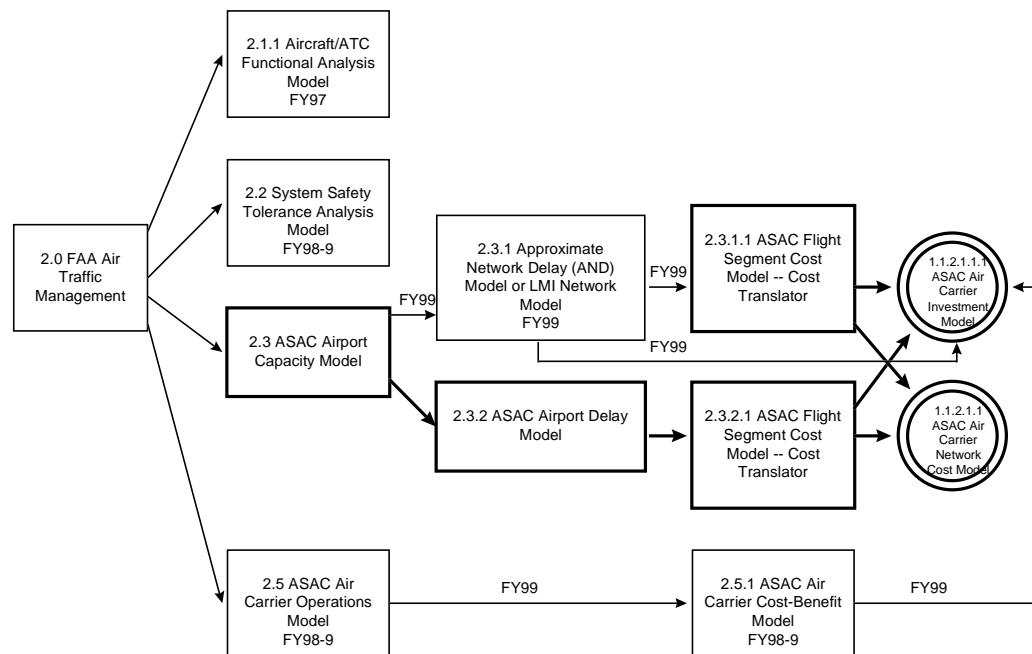 2.1.1 Aircraft/ATC
Functional Analysis
Model
FY97
2.2 System Safety
Tolerance Analysis
Model
FY98-9
2.0 FAA Air
Traffic
Management
2.3 ASAC Airport
Capacity Model
FY99
2.3.1 Approximate
Network Delay (AND)
Model or LMI Network
Model
FY99
FY99
FY99
2.3.1.1 ASAC Flight
Segment Cost
Model -- Cost
Translator
1.1.2.1.1.1
ASAC Air
Carrier
Investment
Model
2.3.2 ASAC Airport Delay
Model
2.3.2.1 ASAC Flight
Segment Cost
Model -- Cost
Translator
1.1.2.1.1
ASAC Air
Carrier
Network
Cost Model
2.5 ASAC Air
Carrier Operations
Model
FY98-9
FY99
2.5.1 ASAC Air
Carrier Cost-Benefit
Model
FY98-9
FY99